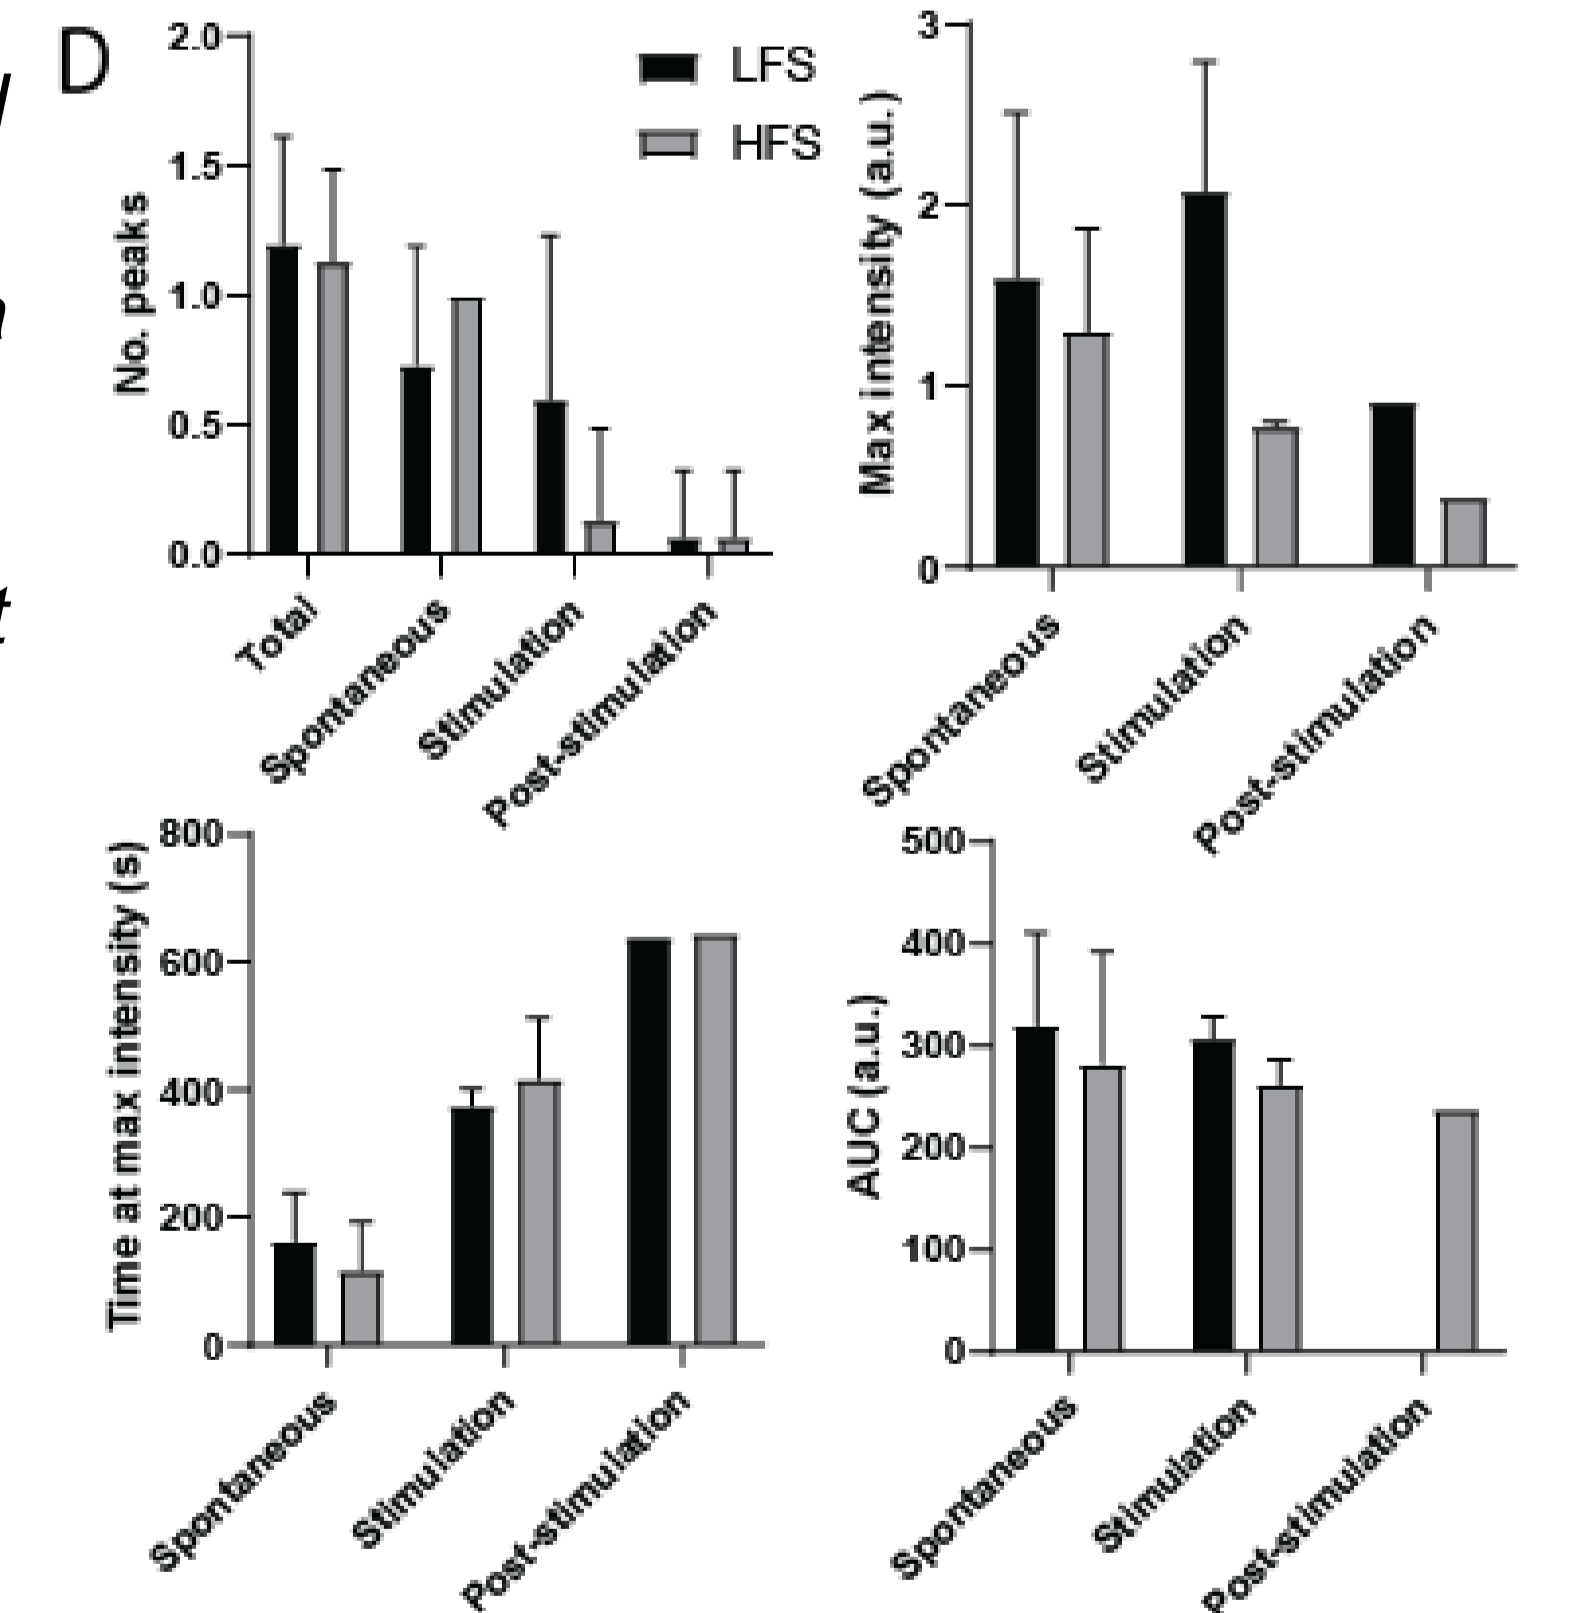 D
LFS
HFS
No. peaks
2.0
1.5
1.0
0.5
0.0
Total
Spontaneous
Stimulation
Post-stimulation
Max intensity (a.u.)
3
2
1
0
Spontaneous
Stimulation
Post-stimulation
Time at max intensity (s)
800
600
400
200
0
Spontaneous
Stimulation
Post-stimulation
AUC (a.u.)
500
400
300
200
100
0
Spontaneous
Stimulation
Post-stimulation